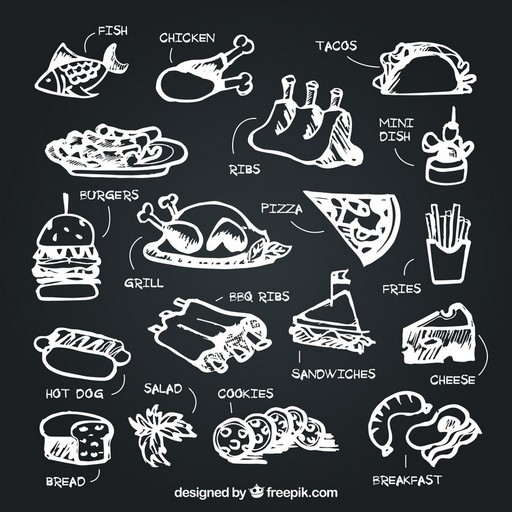 FISH
CHICKEN
TACOS
MINI
DISH
RIBS
BURGERS
PIZZA
GRILL
BBQ RIBS
FRIES
SANDWICHES
CHEESE
HOT DOG
SALAD
COOKIES
BREAD
BREAKFAST
designed by freepik.com